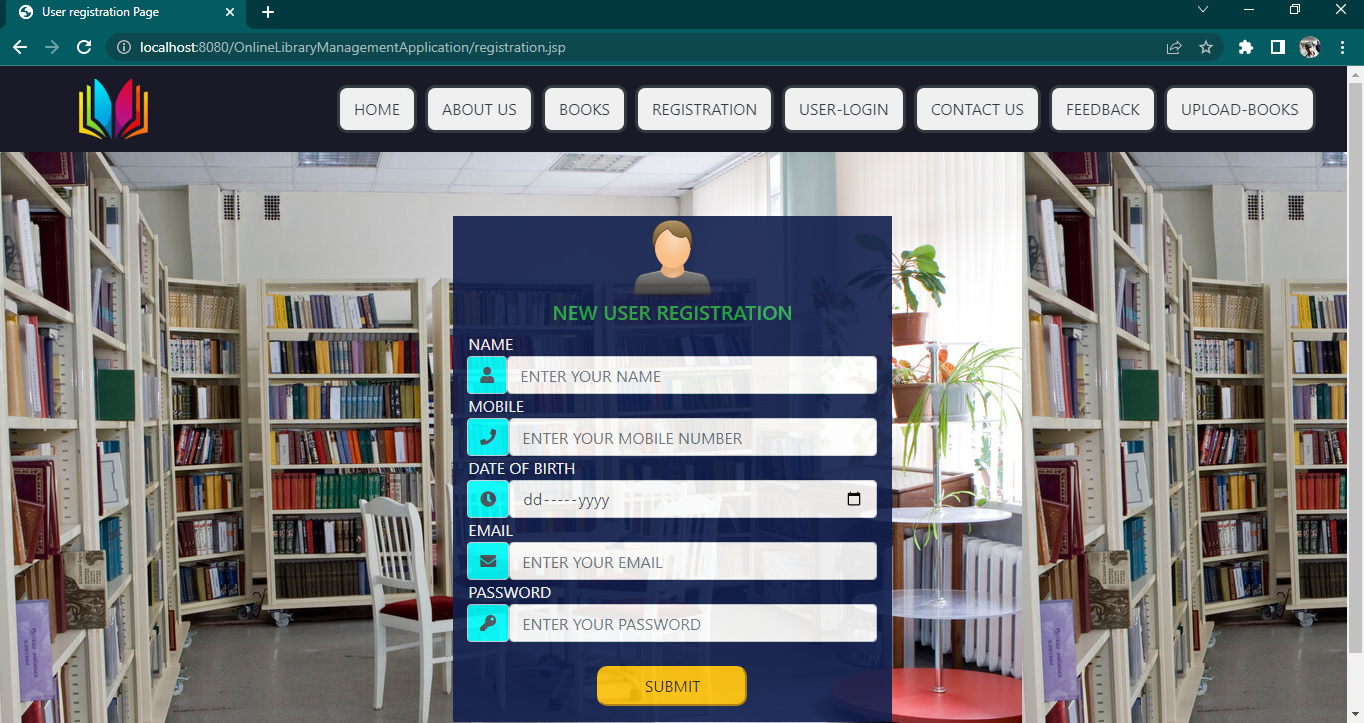 User registration Page
localhost:8080/OnlineLibraryManagementApplication/registration.jsp
HOME ABOUT US BOOKS REGISTRATION USER-LOGIN CONTACT US FEEDBACK UPLOAD-BOOKS
NEW USER REGISTRATION
NAME
ENTER YOUR NAME
MOBILE
ENTER YOUR MOBILE NUMBER
DATE OF BIRTH
dd-----yyyy
EMAIL
ENTER YOUR EMAIL
PASSWORD
ENTER YOUR PASSWORD
SUBMIT